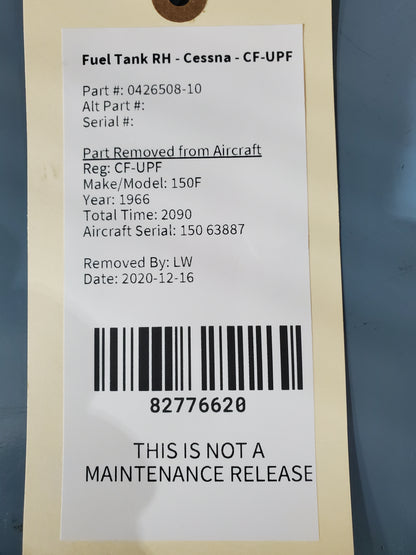 Fuel Tank RH - Cessna - CF-UPF
Part #: 0426508-10
Alt Part #:
Serial #:
Part Removed from Aircraft
Reg: CF-UPF
Make/Model: 150F
Year: 1966
Total Time: 2090
Aircraft Serial: 150 63887
Removed By: LW
Date: 2020-12-16
82776620
THIS IS NOT A
MAINTENANCE RELEASE